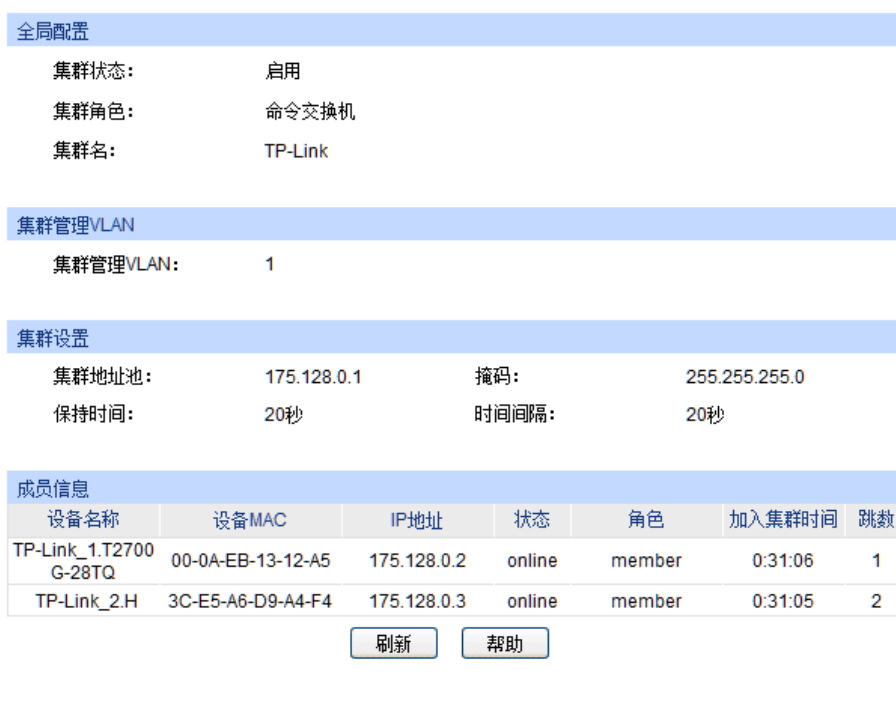 全局配置
集群状态： 启用
集群角色： 命令交换机
集群名： TP-Link
集群管理VLAN
集群管理VLAN： 1
集群设置
集群地址池： 175.128.0.1 掩码： 255.255.255.0
保持时间： 20秒 时间间隔： 20秒
成员信息
设备名称 设备MAC IP地址 状态 角色 加入集群时间 跳数
TP-Link_1.T2700
G-28TQ 00-0A-EB-13-12-A5 175.128.0.2 online member 0:31:06 1
TP-Link_2.H 3C-E5-A6-D9-A4-F4 175.128.0.3 online member 0:31:05 2
刷新 帮助